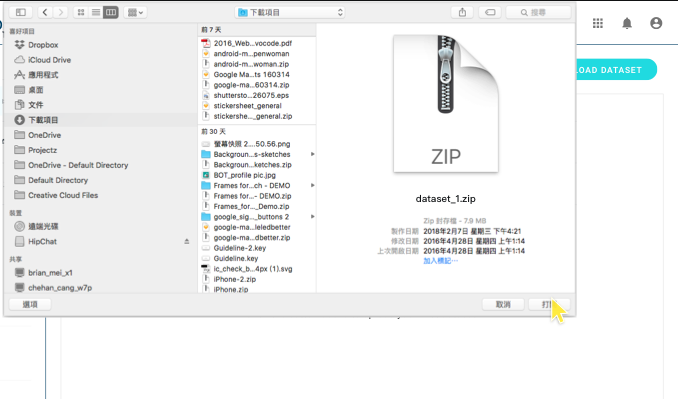 下載項目
搜尋
喜好項目
Dropbox
iCloud Drive
應用程式
桌面
文件
下載項目
OneDrive
Projectz
OneDrive - Default Directory
Default Directory
Creative Cloud Files
裝置
遠端光碟
HipChat
共享
brian_mei_x1
chehan_cang_w7p
前 7 天
2016_Web...vocode.pdf
android-m...penwoman
android-m...woman.zip
Google Ma...ts 160314
google-ma...60314.zip
shuttersto...26075.eps
stickersheet_general
stickershe..._general.zip
前 30 天
螢幕快照 2....50.56.png
Backgroun...s-sketches
Backgroun...ketches.zip
BOT_profile pic.jpg
Frames for...ch - DEMO
Frames for... - DEMO.zip
Frames_for..._Demo.zip
google_sig..._buttons 2
google-ma...leledbetter
google-ma...dbetter.zip
Guideline-2.key
Guideline.key
ic_check_b...4px (1).svg
iPhone-2.zip
iPhone.zip
ZIP
dataset_1.zip
Zip 封存檔 - 7.9 MB
製作日期 2018年2月7日 星期三 下午4:21
修改日期 2016年4月28日 星期四 上午1:14
上次開啟日期 2016年4月28日 星期四 上午1:14
加入標記⋯
選項
取消
打
OAD DATASET